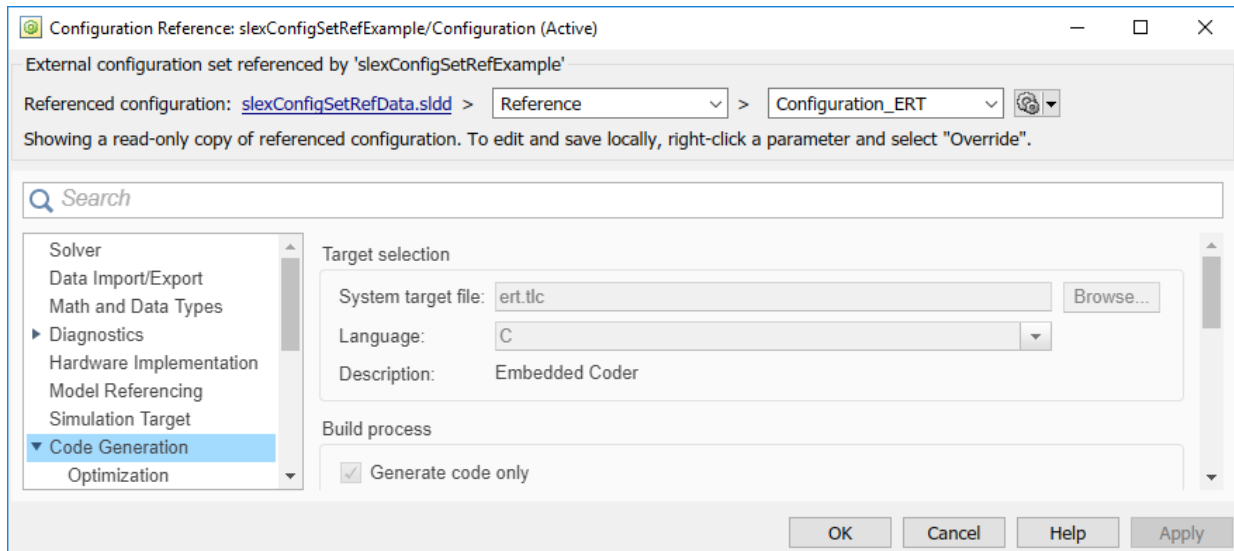 Configuration Reference: slexConfigSetRefExample/Configuration (Active)
External configuration set referenced by 'slexConfigSetRefExample'
Referenced configuration: slexConfigSetRefData.sldd > Reference > Configuration_ERT
Showing a read-only copy of referenced configuration. To edit and save locally, right-click a parameter and select "Override".
Search
Solver
Data Import/Export
Math and Data Types
Diagnostics
Hardware Implementation
Model Referencing
Simulation Target
Code Generation
Optimization
Target selection
System target file: ert.tlc Browse...
Language: C
Description: Embedded Coder
Build process
Generate code only
OK Cancel Help Apply